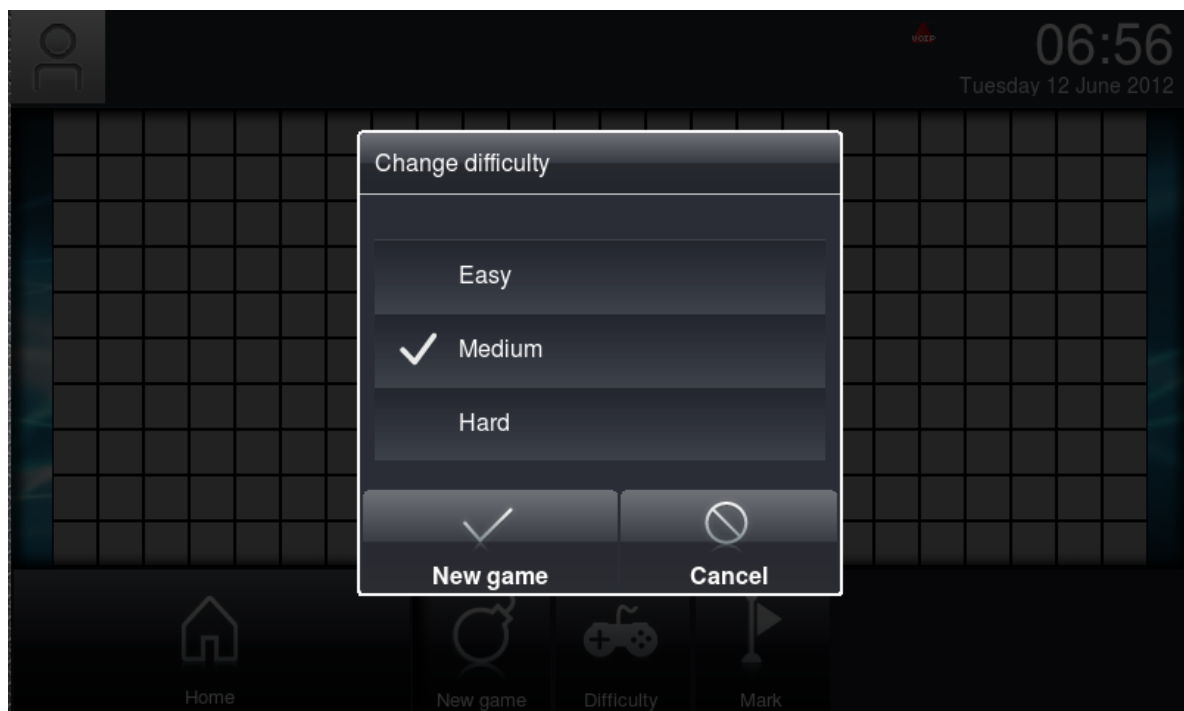 VOIP
06:56
Tuesday 12 June 2012
Change difficulty
Easy
Medium
Hard
New game
Cancel
Home
New game
Difficulty
Mark